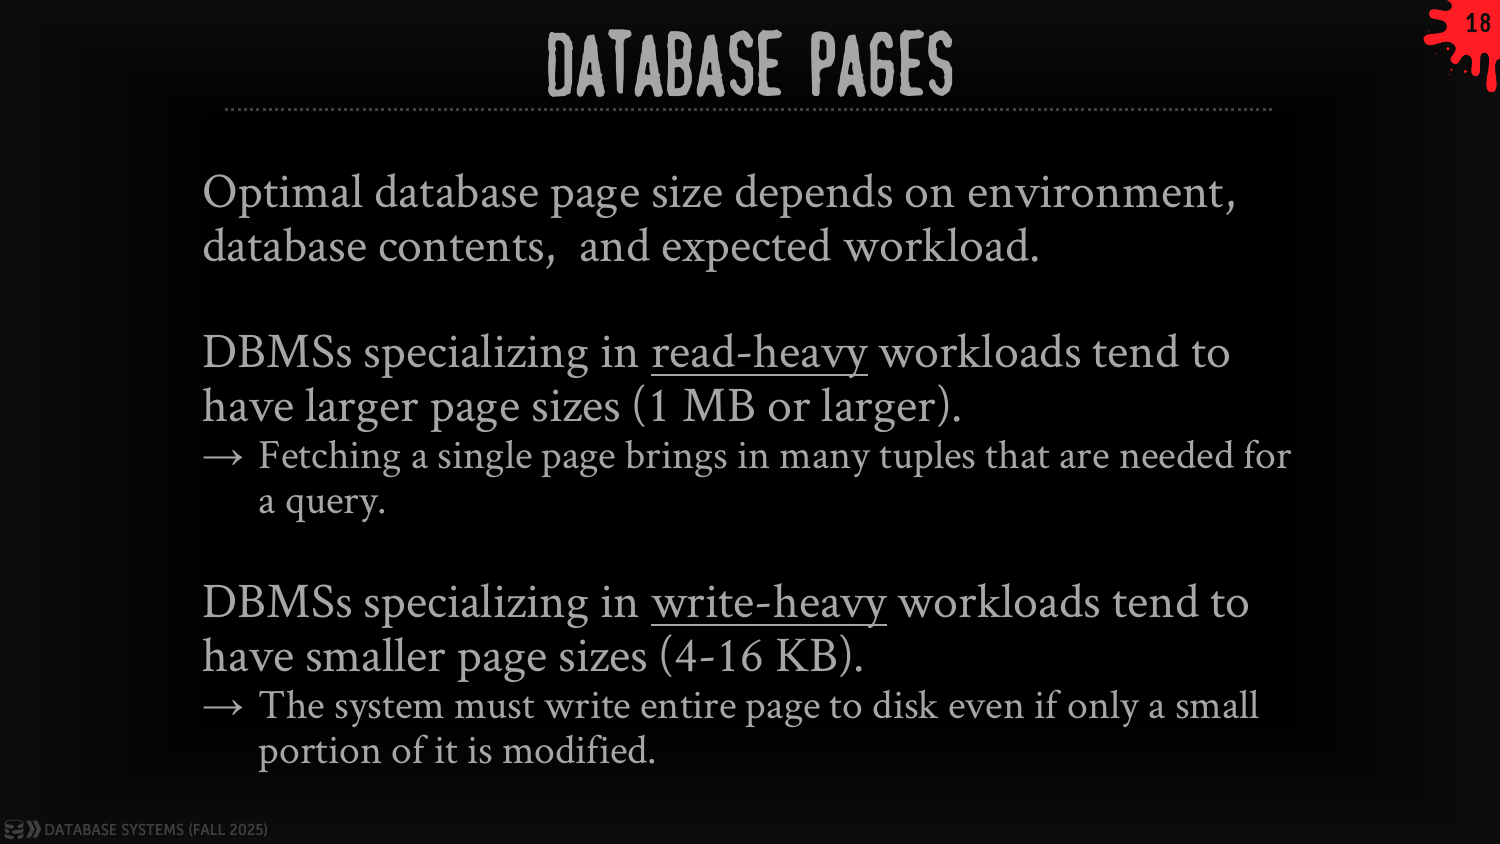 18
DATABASE PAGES
Optimal database page size depends on environment,
database contents,  and expected workload.
DBMSs specializing in read-heavy workloads tend to
have larger page sizes (1 MB or larger).
→ Fetching a single page brings in many tuples that are needed for
a query.
DBMSs specializing in write-heavy workloads tend to
have smaller page sizes (4-16 KB).
→ The system must write entire page to disk even if only a small
portion of it is modified.
DATABASE SYSTEMS (FALL 2025)